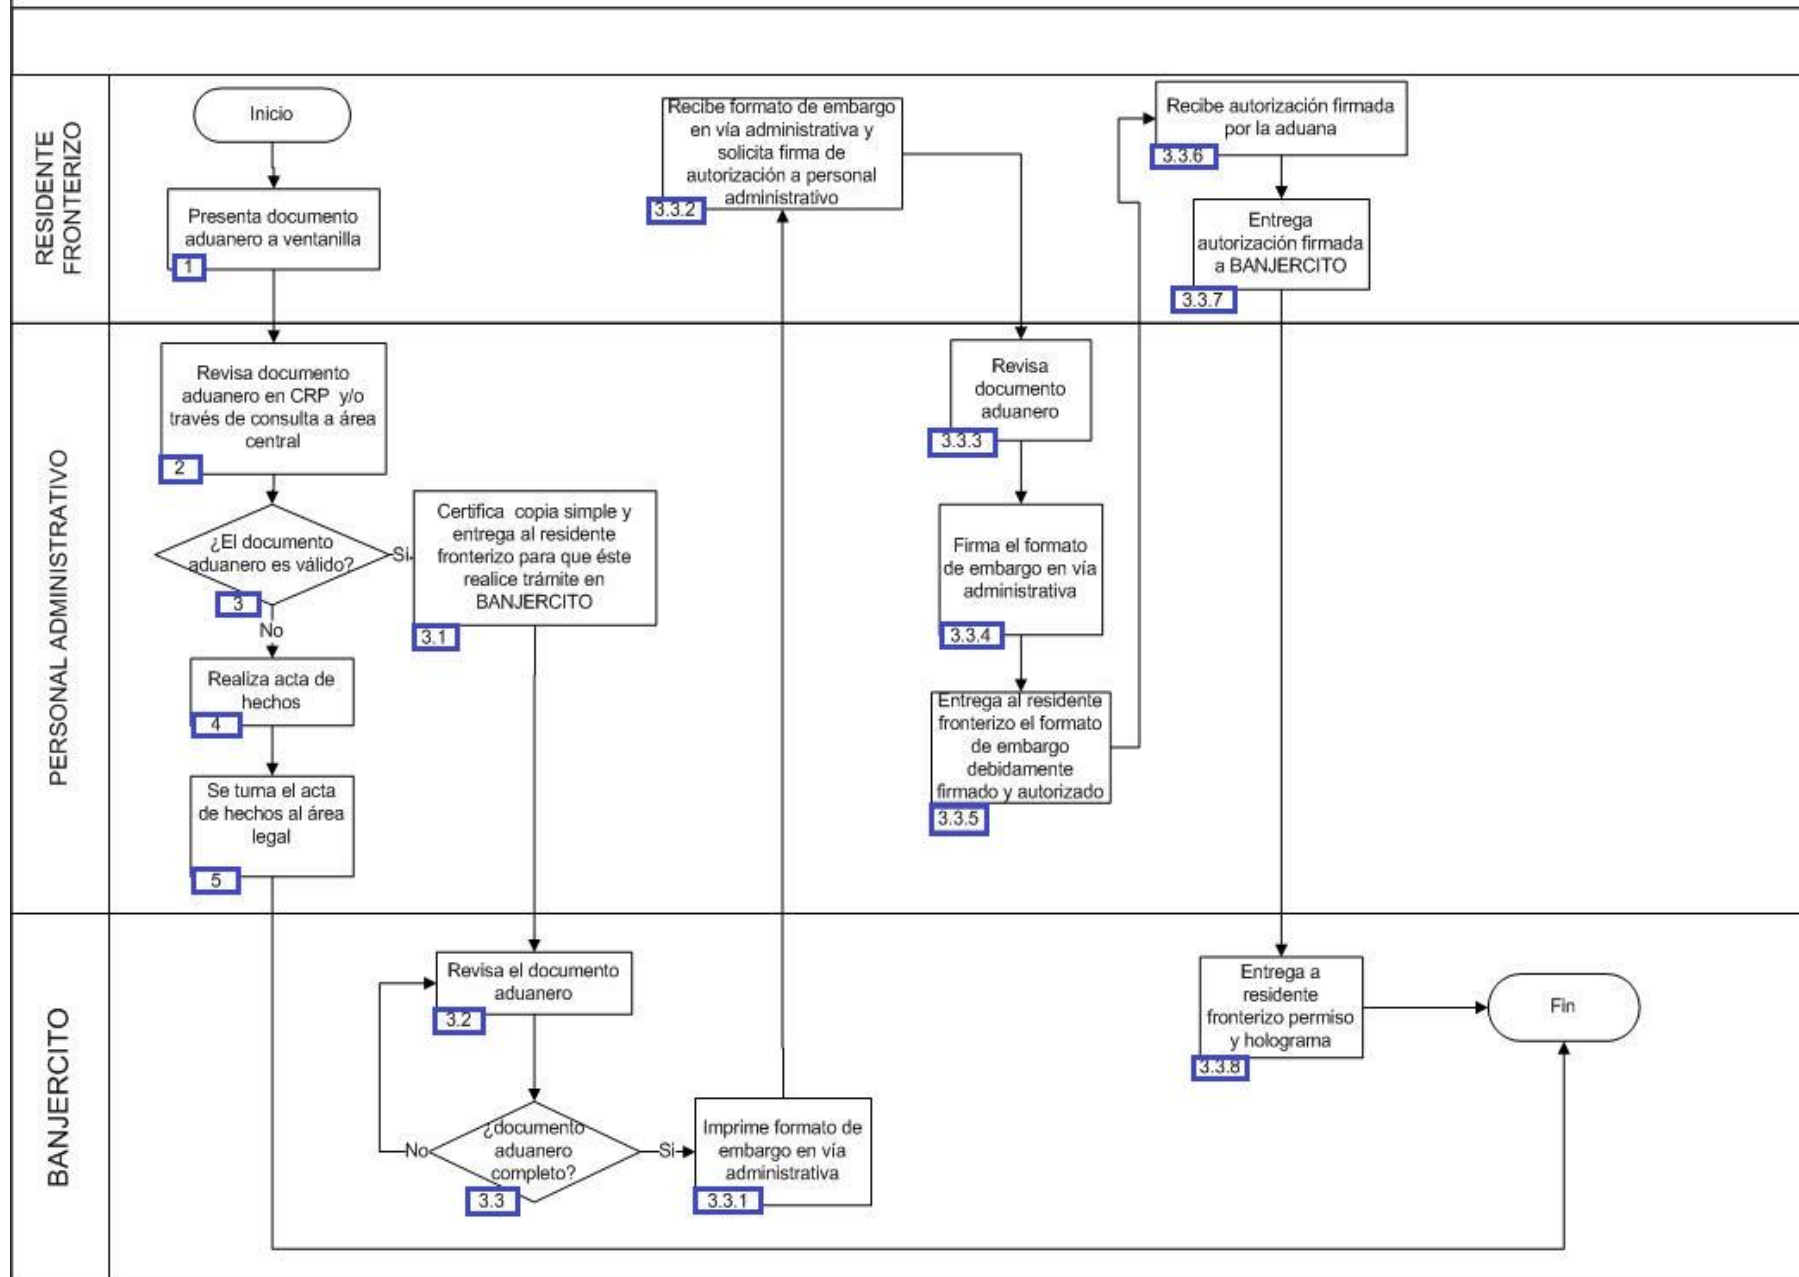 RESIDENTE
FRONTERIZO
Inicio
Presenta documento
aduanero a ventanilla
1
Recibe formato de embargo
en vía administrativa y
solicita firma de
autorización a personal
administrativo
3.3.2
Recibe autorización firmada
por la aduana
3.3.6
Entrega
autorización firmada
a BANJERCITO
3.3.7
PERSONAL ADMINISTRATIVO
Revisa documento
aduanero en CRP y/o
través de consulta a área
central
2
¿El documento
aduanero es válido?
3
Si
No
Certifica copia simple y
entrega al residente
fronterizo para que éste
realice trámite en
BANJERCITO
3.1
Realiza acta de
hechos
4
Se turna el acta
de hechos al área
legal
5
Revisa
documento
aduanero
3.3.3
Firma el formato
de embargo en vía
administrativa
3.3.4
Entrega al residente
fronterizo el formato
de embargo
debidamente
firmado y autorizado
3.3.5
BANJERCITO
Revisa el documento
aduanero
3.2
¿documento
aduanero
completo?
3.3
No
Si
Imprime formato de
embargo en vía
administrativa
3.3.1
Entrega a
residente
fronterizo permiso
y holograma
3.3.8
Fin